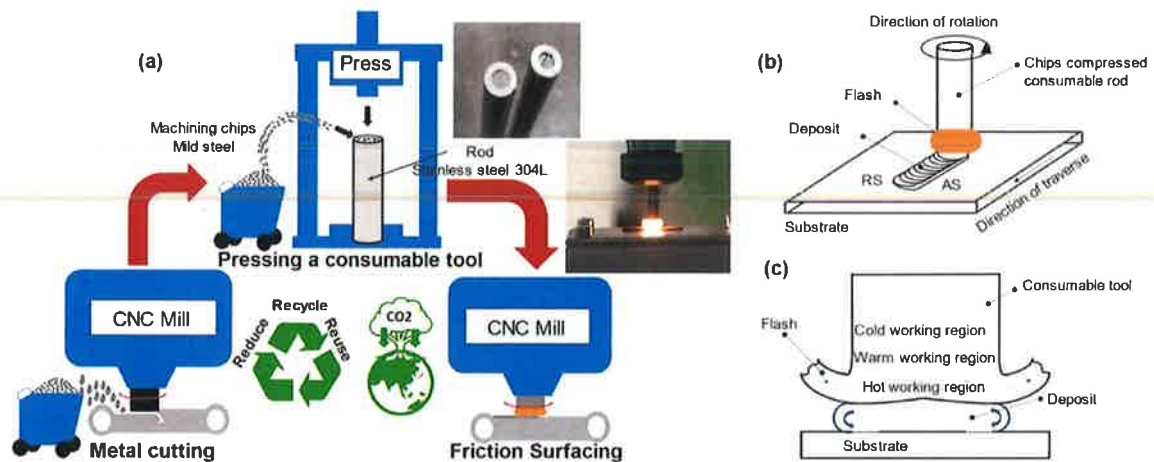 (a)
Press
Machining chips
Mild steel
Rod
Stainless steel 304L
Pressing a consumable tool
CNC Mill
Reduce
Recycle
Reuse
CO2
CNC Mill
Metal cutting
Friction Surfacing
(b)
Direction of rotation
Chips compressed
consumable rod
Flash
Deposit
RS
AS
Substrate
Direction of traverse
(c)
Consumable tool
Flash
Cold working region
Warm working region
Hot working region
Deposit
Substrate